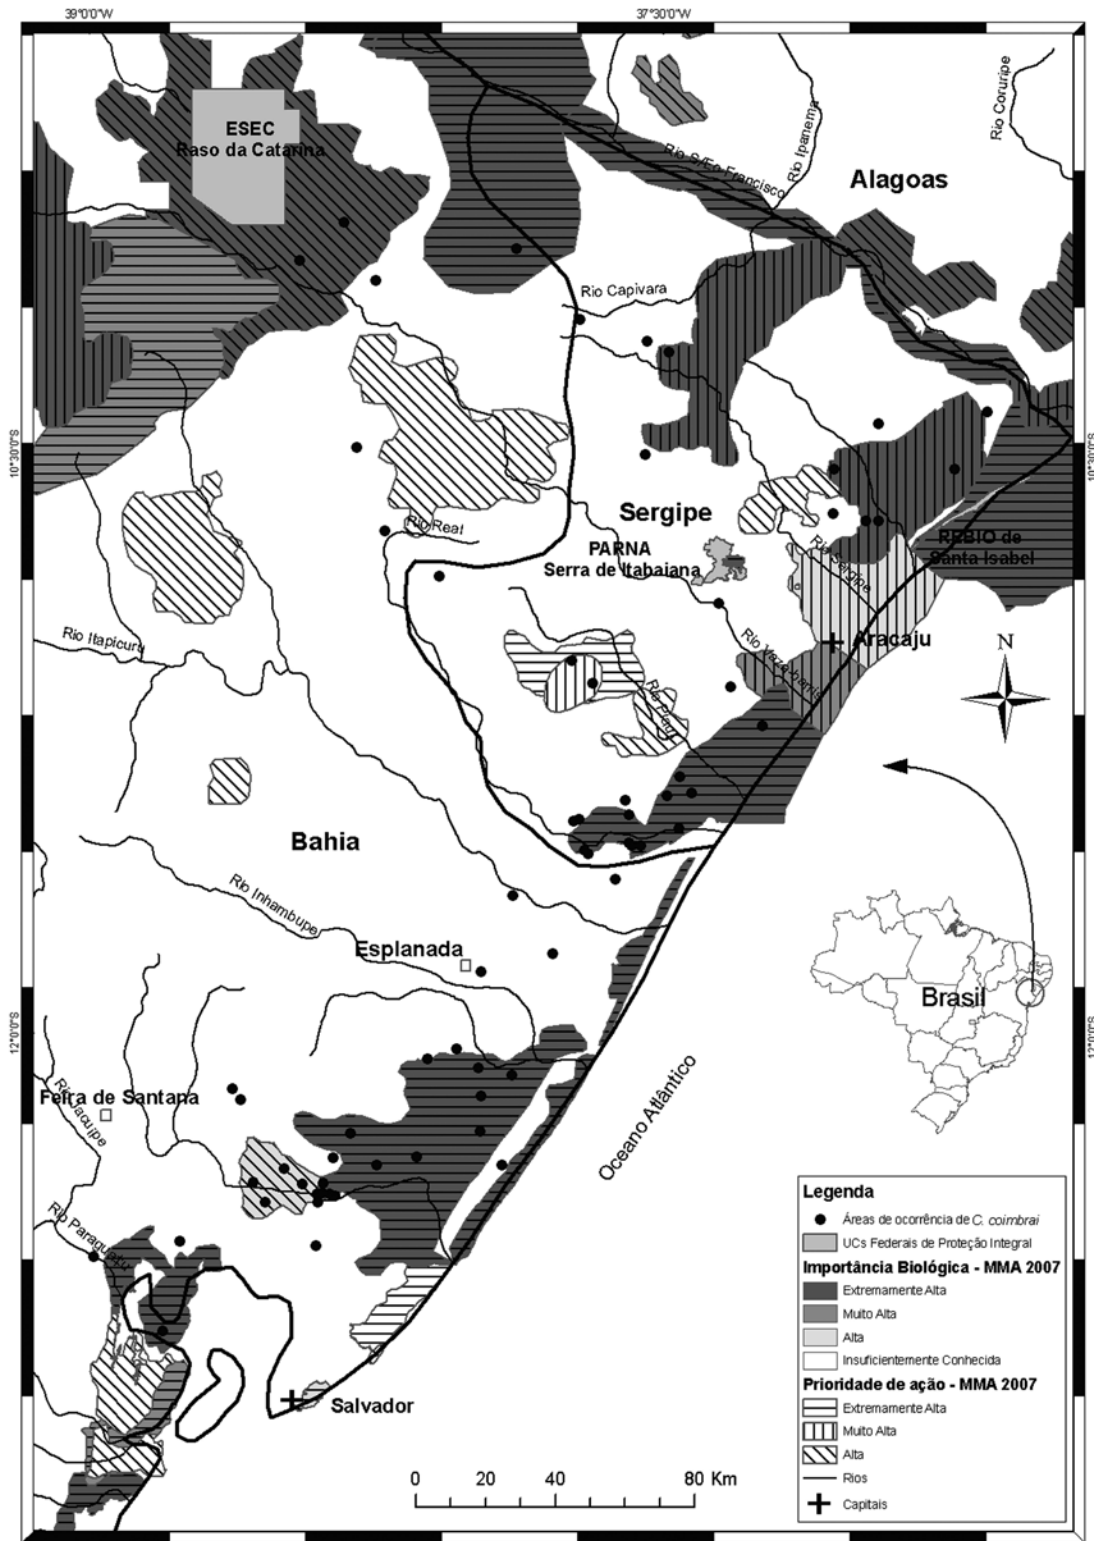 39°0'0"W
37°30'0"W
ESEC
Raso da Catarina
Rio Coruripe
Rio Ipanema
Rio S/Èn Francisco
Alagoas
Rio Capivara
10°30'0"S
10°30'0"S
Sergipe
Rio Reat
PARNA
Serra de Itabaiana
Rio Sergipe
REBIO de
Santa Isabel
Rio Itapicuru
Rio Vaza-barris
Aracaju
N
Rio Piauí
Bahia
Rio Inhambupe
Esplanada
Brasil
12°0'0"S
12°0'0"S
Feira de Santana
Rio Jacuipe
Oceano Atlântico
Rio Paraguaçu
Salvador
0 20 40 80 Km
Legenda
Áreas de ocorrência de C. coimbrai
UCs Federais de Proteção Integral
Importância Biológica - MMA 2007
Extremamente Alta
Muito Alta
Alta
Insuficientemente Conhecida
Prioridade de ação - MMA 2007
Extremamente Alta
Muito Alta
Alta
Rios
Capitais